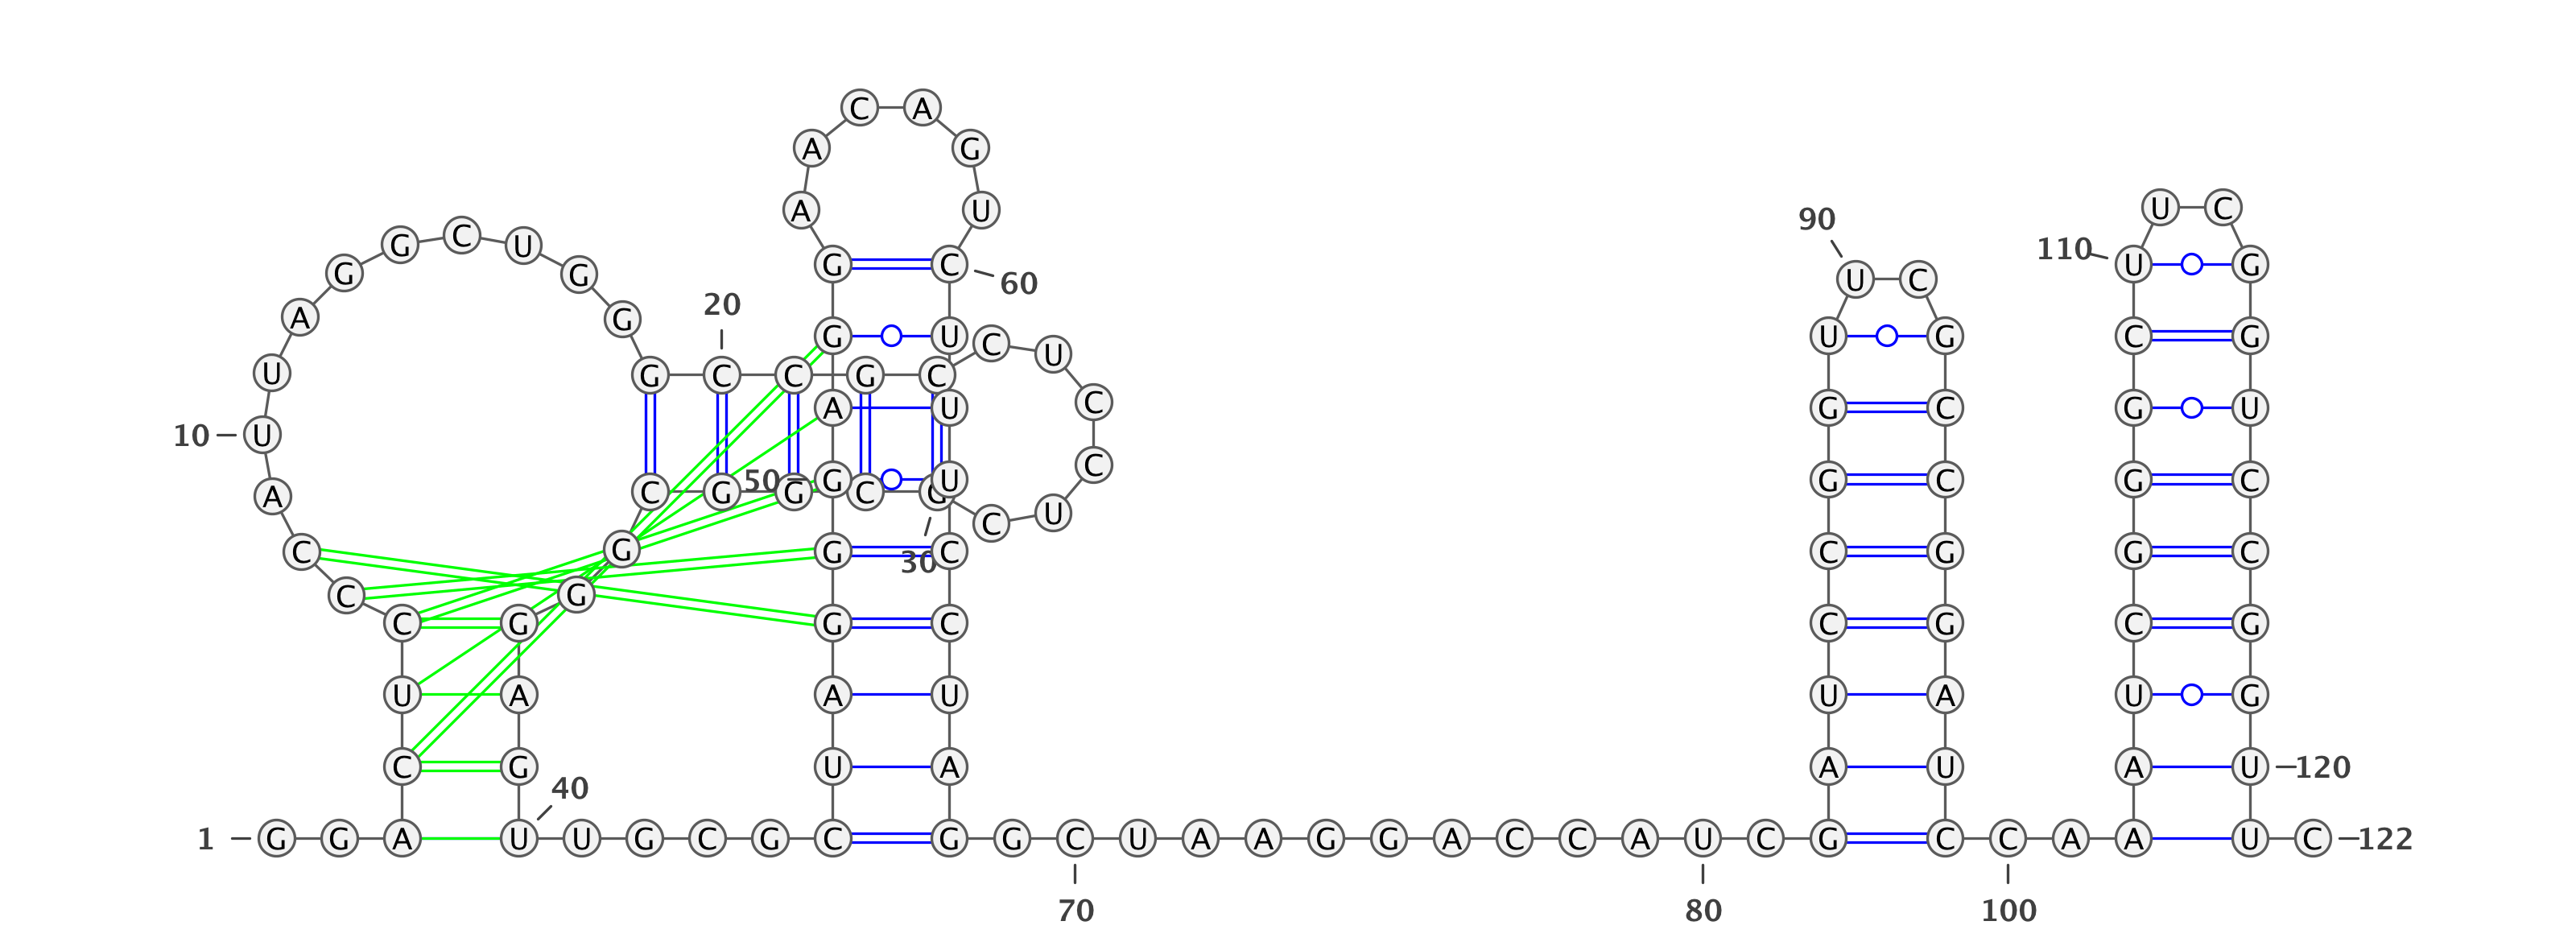 C A
A G
A U U C
90
G C U 110
G C U G
G G U C 60
20
A G
G U U G C G
C U
U G C C G C
C
A U G C G U
10 U
C
50 G U G C G C
A C G G C G
U
C
C G G C C G G C
30
C G
C G G C C G C G
U A A U U A U G
C G U A A U A U 120
40
1 G G A U U G C G C G G C U A A G G A C C A U C G C C A A U C 122
70 80 100